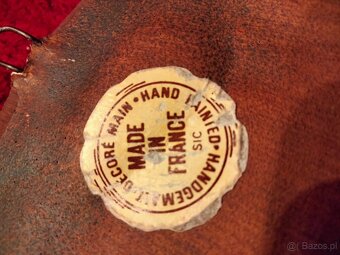 DÉCORÉ MAIN • HAND PAINTED • HANDGEMALT •
MADE
IN
FRANCE
SIC
Bazos.pl